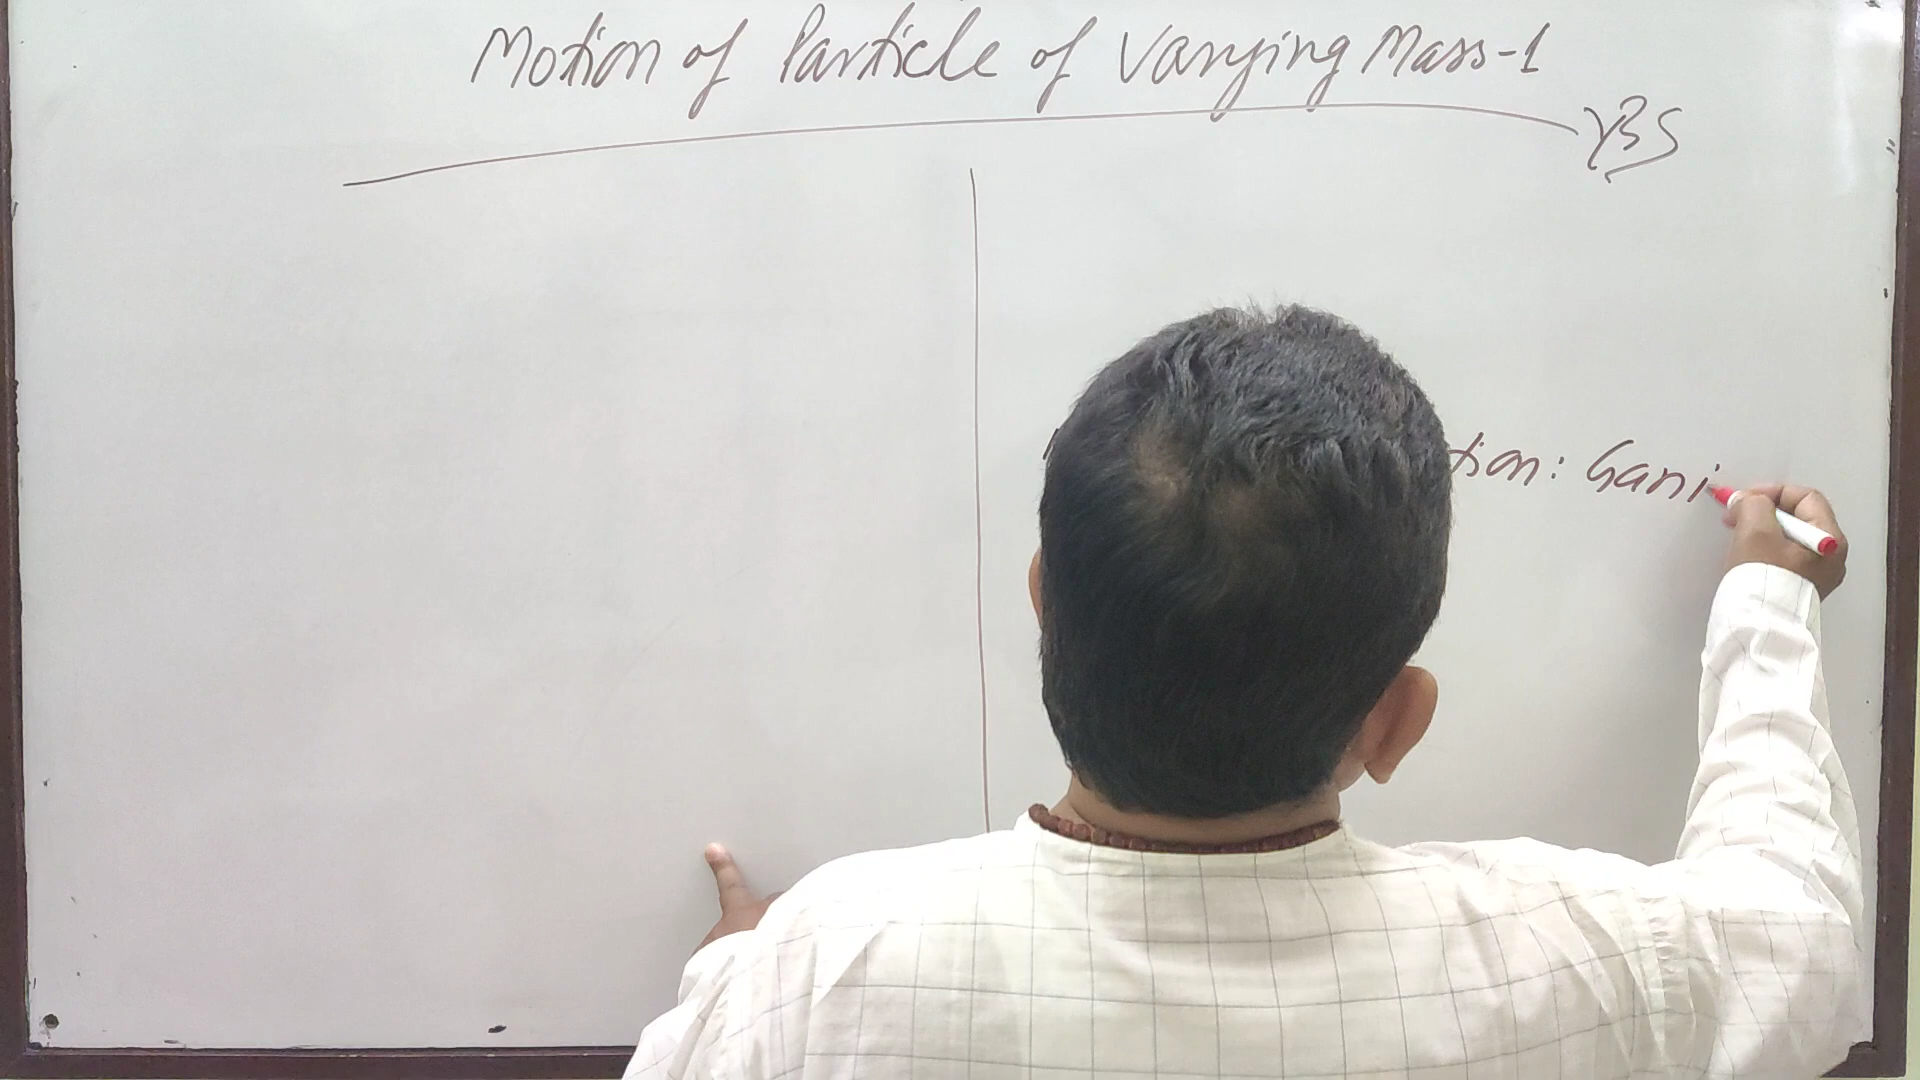 Motion of Particle of Varying Mass-1
YBS
tion: Gani